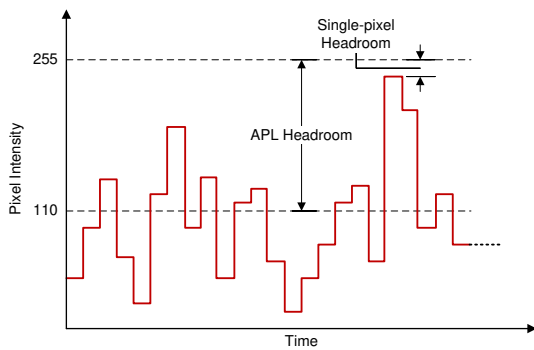 Single-pixel
Headroom
255
APL Headroom
Pixel Intensity
110
Time